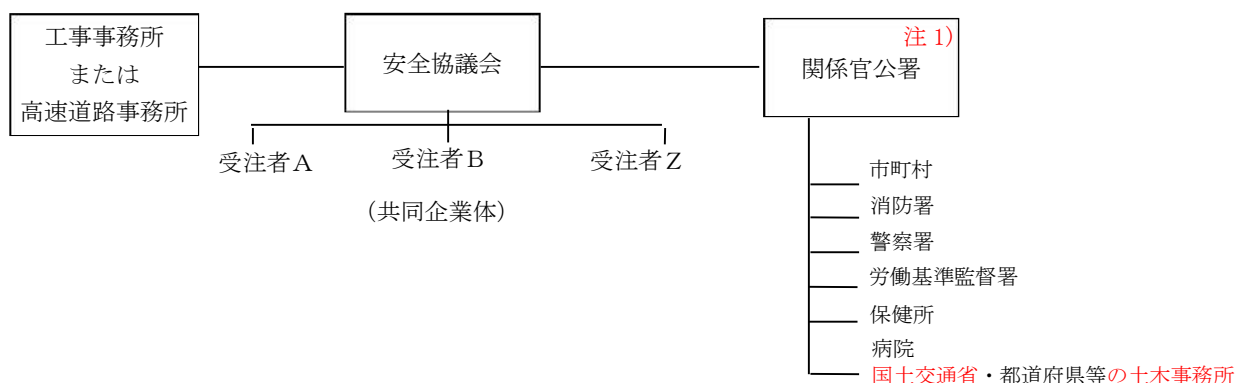 工事事務所
または
高速道路事務所
安全協議会
注1)
関係官公署
受注者A
受注者B
受注者Z
(共同企業体)
市町村
消防署
警察署
労働基準監督署
保健所
病院
国土交通省・都道府県等の土木事務所